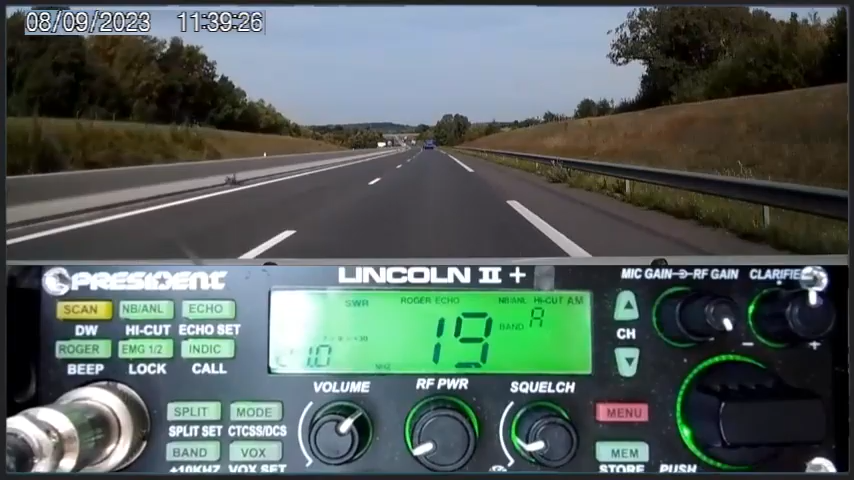 08/09/2023 11:39:26
PRESIDENT LINCOLN II + MIC GAIN RF GAIN CLARIFIER
SCAN NB/ANL ECHO
DW HI-CUT ECHO SET
ROGER EMG 1/2 INDIC
BEEP LOCK CALL
SWR ROGER ECHO NB/ANL HI-CUT AM
19 BAND A
1.0
CH
VOLUME RF PWR SQUELCH
SPLIT MODE
SPLIT SET CTCSS/DCS
BAND VOX
+10KHZ VOX SET
MENU
MEM
STORE PUSH
- +